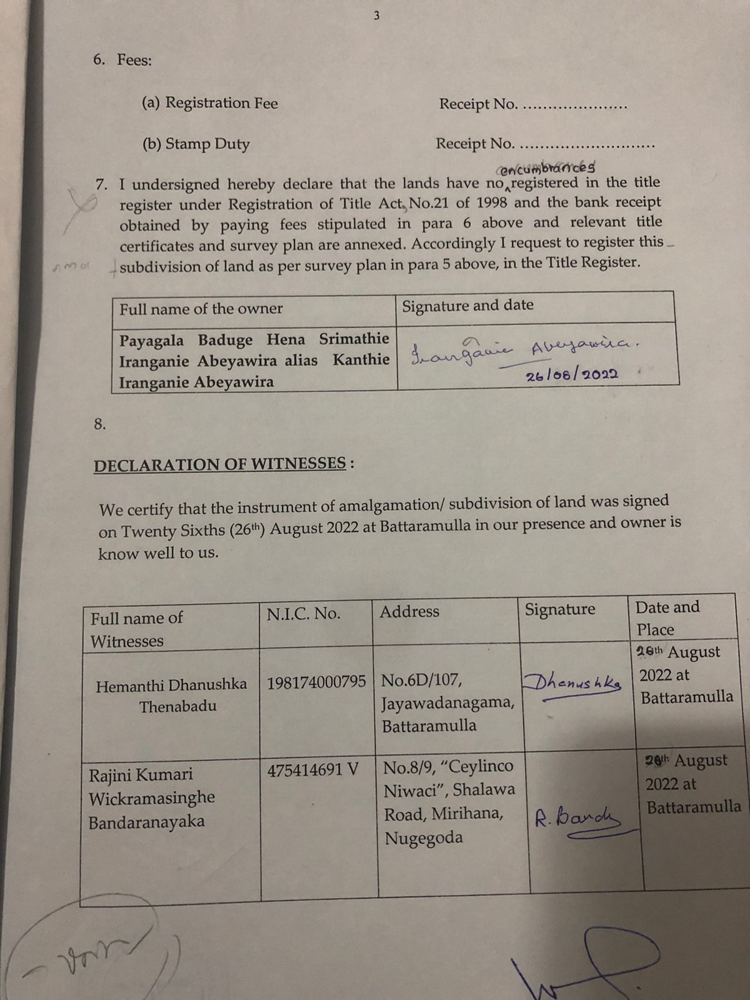 3
6. Fees:
(a) Registration Fee Receipt No. .....................
(b) Stamp Duty Receipt No. ...........................
encumbrances
7. I undersigned hereby declare that the lands have no‸registered in the title
register under Registration of Title Act, No.21 of 1998 and the bank receipt
obtained by paying fees stipulated in para 6 above and relevant title
certificates and survey plan are annexed. Accordingly I request to register this
subdivision of land as per survey plan in para 5 above, in the Title Register.
Full name of the owner
Signature and date
Payagala Baduge Hena Srimathie
Iranganie Abeyawira alias Kanthie
Iranganie Abeyawira
Iranganie Abeyawira.
26/08/2022
8.
DECLARATION OF WITNESSES :
We certify that the instrument of amalgamation/ subdivision of land was signed
on Twenty Sixths (26th) August 2022 at Battaramulla in our presence and owner is
know well to us.
Full name of
Witnesses
N.I.C. No.
Address
Signature
Date and
Place
Hemanthi Dhanushka
Thenabadu
198174000795
No.6D/107,
Jayawadanagama,
Battaramulla
Dhanushka
26th August
2022 at
Battaramulla
Rajini Kumari
Wickramasinghe
Bandaranayaka
475414691 V
No.8/9, "Ceylinco
Niwaci", Shalawa
Road, Mirihana,
Nugegoda
R. Band
26th August
2022 at
Battaramulla